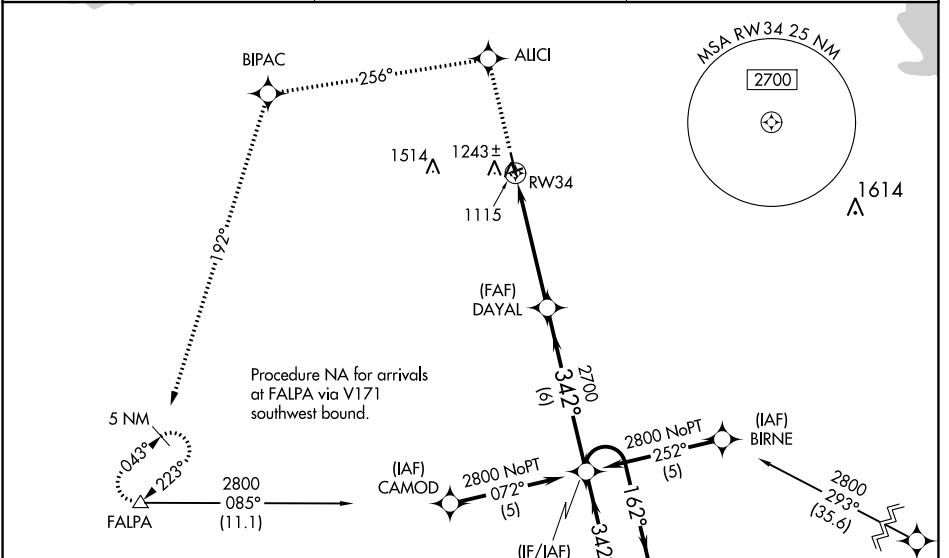 BIPAC
256°
ALICI
MSA RW34 25 NM
2700
1514
1243±
RW34
1115
1614
192°
(FAF)
DAYAL
Procedure NA for arrivals
at FALPA via V171
southwest bound.
2700
342°
(6)
5 NM
043°
223°
FALPA
2800
085°
(11.1)
(IAF)
CAMOD
2800 NoPT
072°
(5)
2800 NoPT
252°
(5)
(IAF)
BIRNE
2800
293°
(35.6)
162°
342
(IF/IAF)